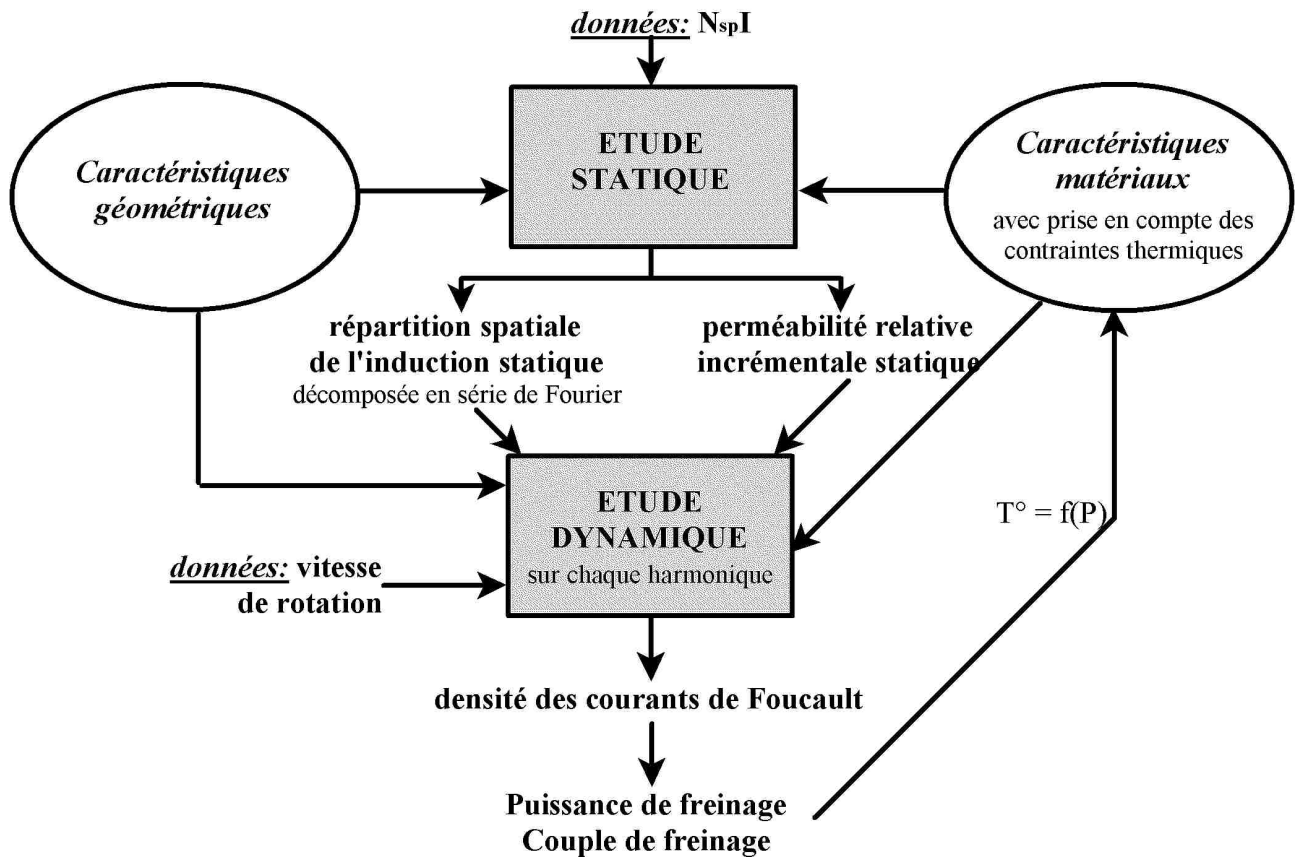 données: NspI
ETUDE
STATIQUE
Caractéristiques
géométriques
Caractéristiques
matériaux
avec prise en compte des
contraintes thermiques
répartition spatiale
de l'induction statique
décomposée en série de Fourier
perméabilité relative
incrémentale statique
ETUDE
DYNAMIQUE
sur chaque harmonique
données: vitesse
de rotation
T° = f(P)
densité des courants de Foucault
Puissance de freinage
Couple de freinage